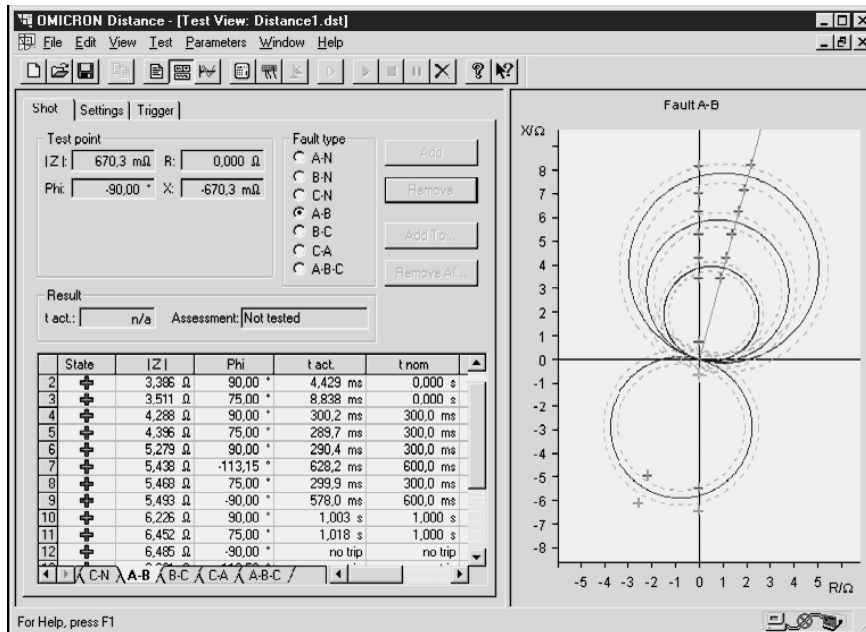 OMICRON Distance - [Test View: Distance1.dst]
File Edit View Test Parameters Window Help
Shot Settings Trigger
Test point
|Z|: 670,3 mΩ R: 0,000 Ω
Phi: -90,00 ° X: -670,3 mΩ
Fault type
A-N
B-N
C-N
A-B
B-C
C-A
A-B-C
Add
Remove
Add To...
Remove All...
Result
t act.: n/a Assessment: Not tested
State |Z| Phi t act. t nom
2 3,386 Ω 90,00 ° 4,429 ms 0,000 s
3 3,511 Ω 75,00 ° 8,838 ms 0,000 s
4 4,288 Ω 90,00 ° 300,2 ms 300,0 ms
5 4,396 Ω 75,00 ° 289,7 ms 300,0 ms
6 5,279 Ω 90,00 ° 290,4 ms 300,0 ms
7 5,438 Ω -113,15 ° 628,2 ms 600,0 ms
8 5,468 Ω 75,00 ° 299,9 ms 300,0 ms
9 5,493 Ω -90,00 ° 578,0 ms 600,0 ms
10 6,226 Ω 90,00 ° 1,003 s 1,000 s
11 6,452 Ω 75,00 ° 1,018 s 1,000 s
12 6,485 Ω -90,00 ° no trip no trip
C-N A-B B-C C-A A-B-C
Fault A-B
X/Ω
8
7
6
5
4
3
2
1
0
-1
-2
-3
-4
-5
-6
-7
-8
-5 -4 -3 -2 -1 0 1 2 3 4 5 R/Ω
For Help, press F1